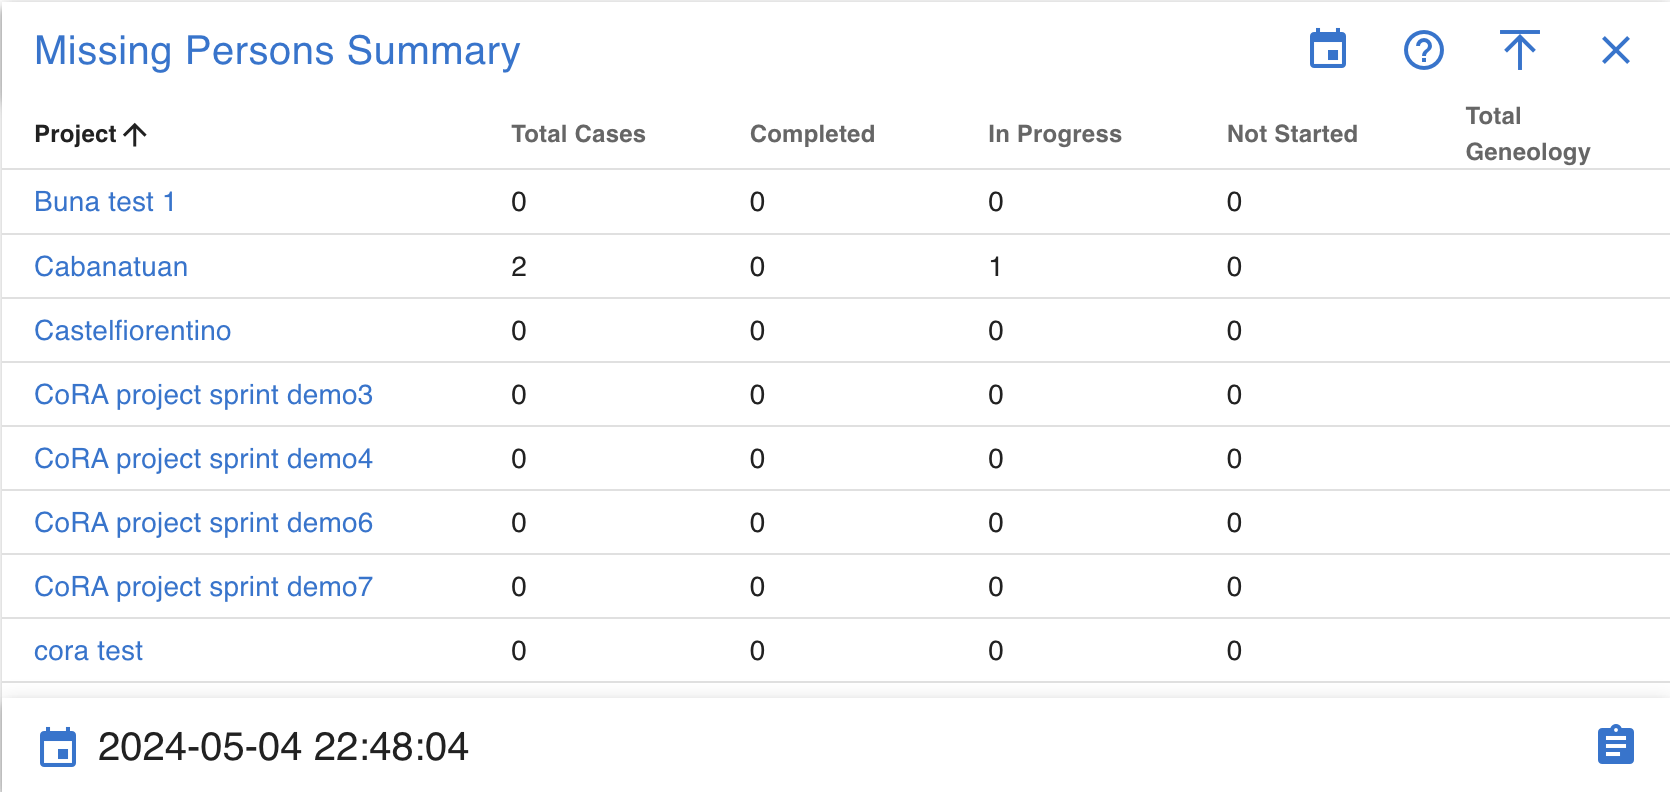 Missing Persons Summary
Project Total Cases Completed In Progress Not Started Total Geneology
Buna test 1 0 0 0 0
Cabanatuan 2 0 1 0
Castelfiorentino 0 0 0 0
CoRA project sprint demo3 0 0 0 0
CoRA project sprint demo4 0 0 0 0
CoRA project sprint demo6 0 0 0 0
CoRA project sprint demo7 0 0 0 0
cora test 0 0 0 0
2024-05-04 22:48:04